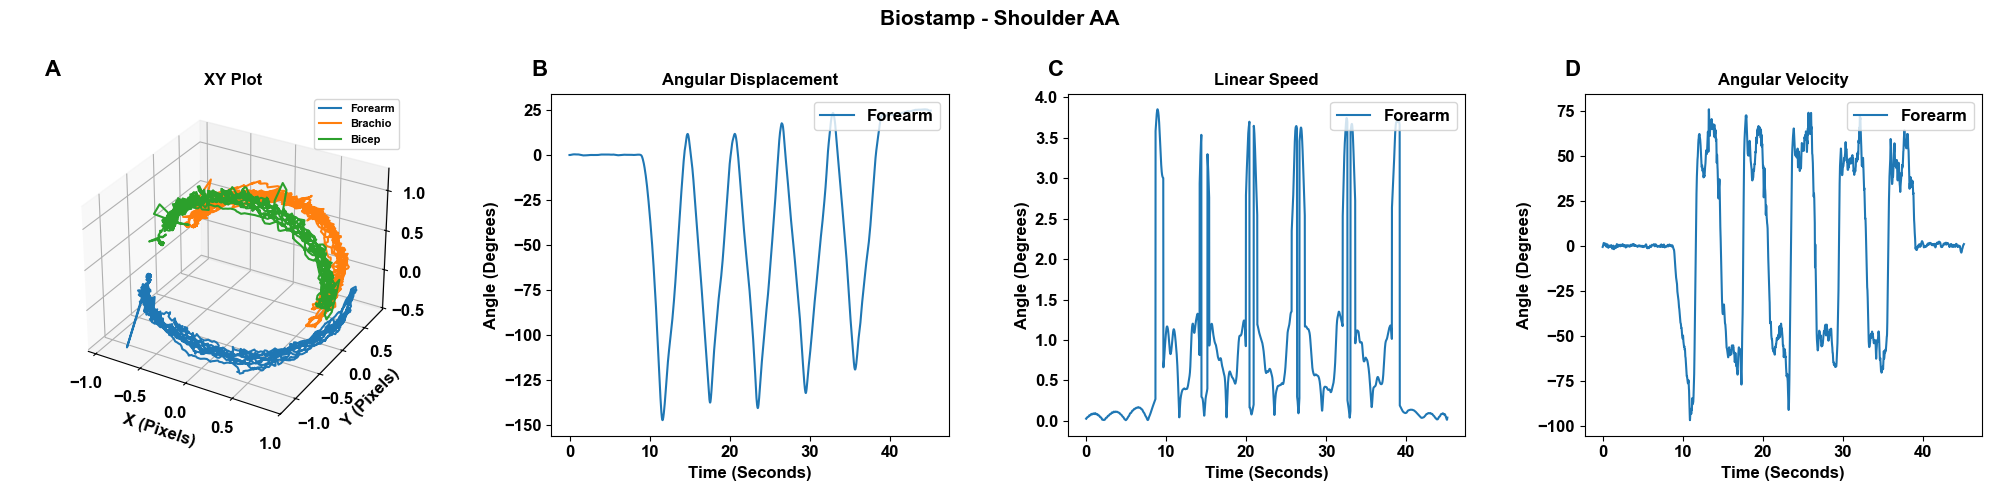 Biostamp - Shoulder AA
A
XY Plot
Forearm
Brachio
Bicep
1.0
0.5
0.0
−0.5
0.5
0.0
−0.5
−1.0
Y (Pixels)
−1.0
−0.5
0.0
0.5
1.0
X (Pixels)
B
Angular Displacement
Forearm
25
0
−25
−50
−75
−100
−125
−150
Angle (Degrees)
0 10 20 30 40
Time (Seconds)
C
Linear Speed
Forearm
4.0
3.5
3.0
2.5
2.0
1.5
1.0
0.5
0.0
Angle (Degrees)
0 10 20 30 40
Time (Seconds)
D
Angular Velocity
Forearm
75
50
25
0
−25
−50
−75
−100
Angle (Degrees)
0 10 20 30 40
Time (Seconds)